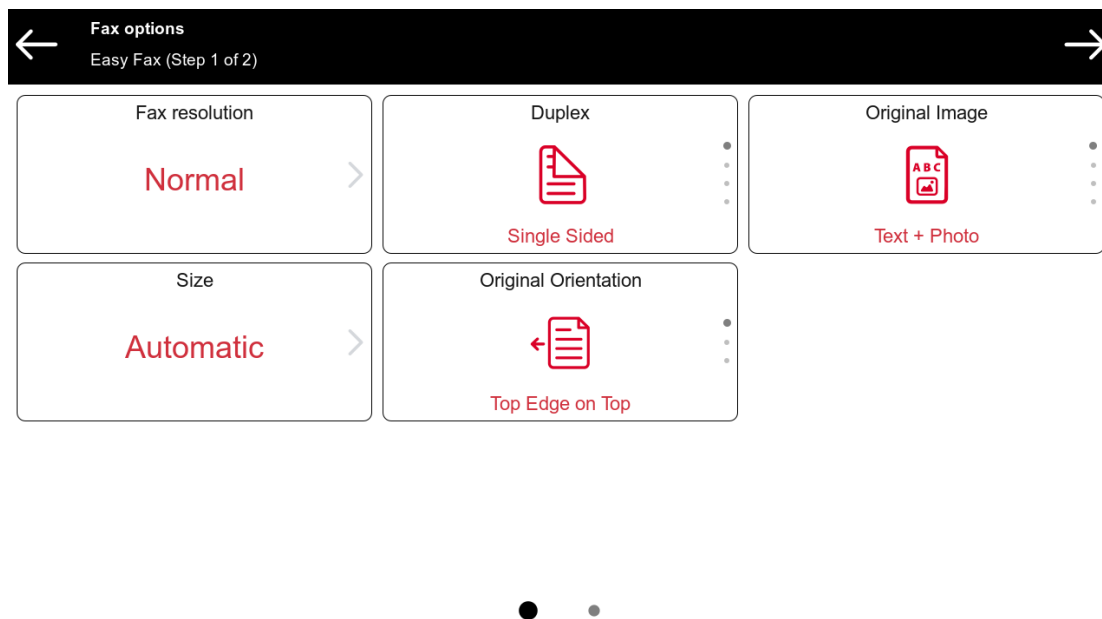 Fax options
Easy Fax (Step 1 of 2)
Fax resolution
Normal
Duplex
Single Sided
Original Image
ABC
Text + Photo
Size
Automatic
Original Orientation
Top Edge on Top